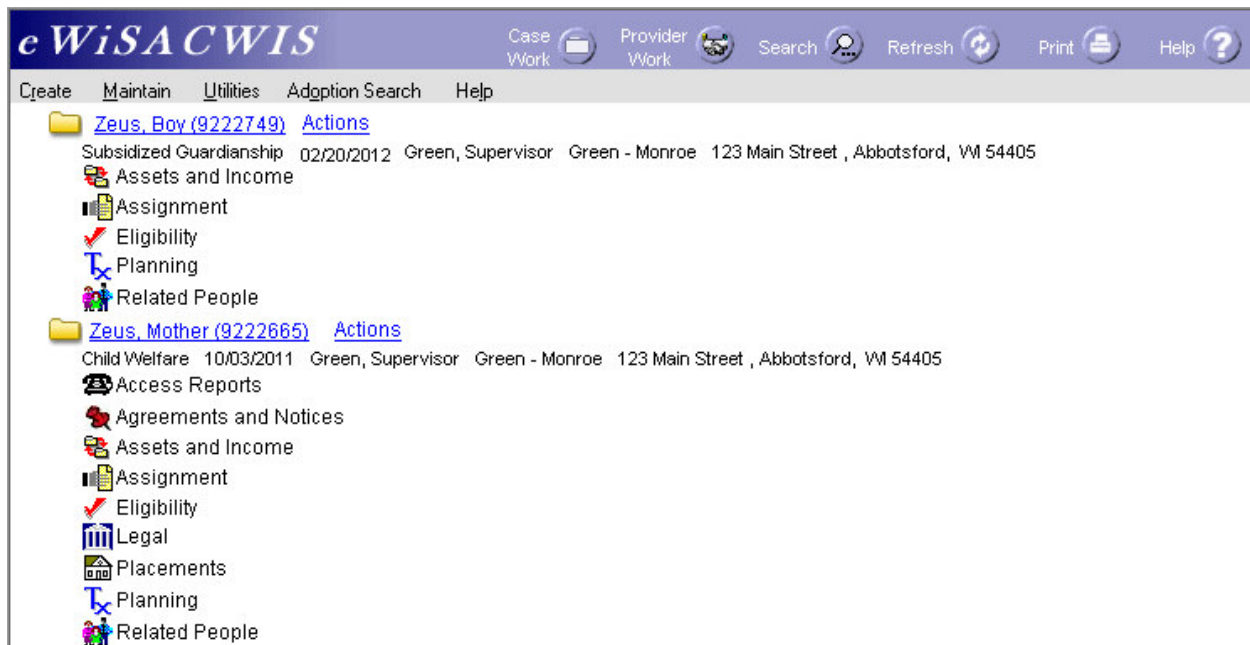 e WiSACWIS
Case Work
Provider Work
Search
Refresh
Print
Help
Create Maintain Utilities Adoption Search Help
Zeus, Boy (9222749) Actions
Subsidized Guardianship 02/20/2012 Green, Supervisor Green - Monroe 123 Main Street , Abbotsford, WI 54405
Assets and Income
Assignment
Eligibility
Tx Planning
Related People
Zeus, Mother (9222665) Actions
Child Welfare 10/03/2011 Green, Supervisor Green - Monroe 123 Main Street , Abbotsford, WI 54405
Access Reports
Agreements and Notices
Assets and Income
Assignment
Eligibility
Legal
Placements
Tx Planning
Related People